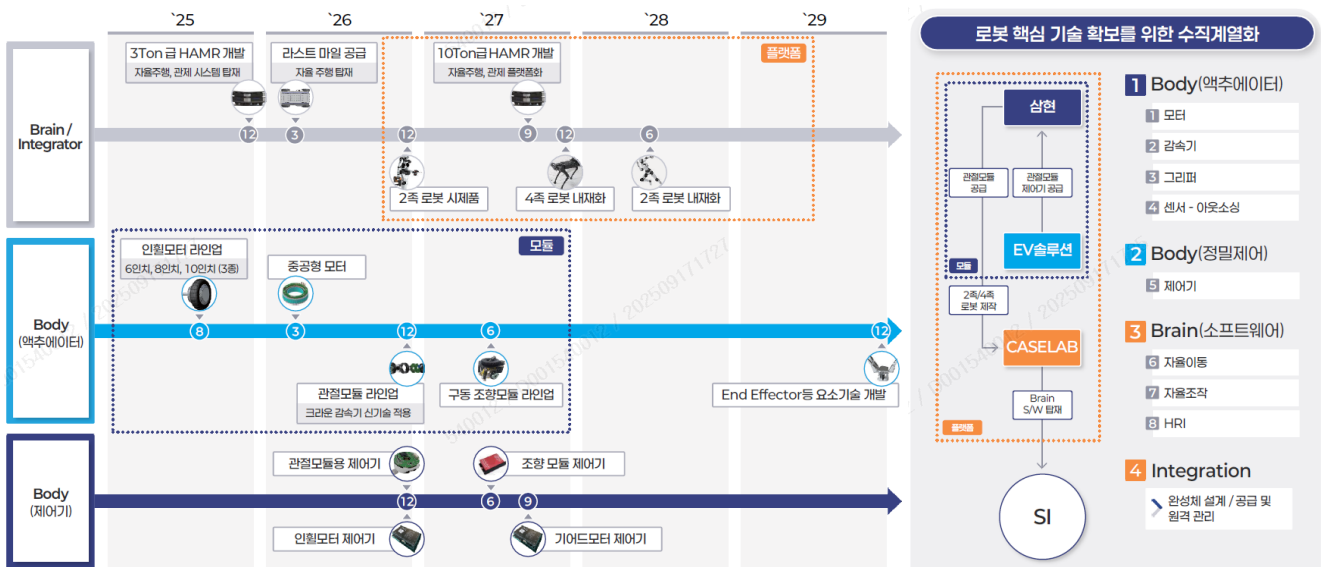 `25
`26
`27
`28
`29
Brain /
Integrator
3Ton 급 HAMR 개발
자율주행, 관제 시스템 탑재
라스트 마일 공급
자율 주행 탑재
10Ton급 HAMR 개발
자율주행, 관제 플랫폼화
플랫폼
12
3
12
9
12
6
2족 로봇 시제품
4족 로봇 내재화
2족 로봇 내재화
Body
(액추에이터)
인휠모터 라인업
6인치, 8인치, 10인치 (3종)
중공형 모터
모듈
8
3
12
6
12
관절모듈 라인업
크라운 감속기 신기술 적용
구동 조향모듈 라인업
End Effector등 요소기술 개발
Body
(제어기)
관절모듈용 제어기
조향 모듈 제어기
12
6
9
인휠모터 제어기
기어드모터 제어기
로봇 핵심 기술 확보를 위한 수직계열화
삼현
관절모듈
공급
관절모듈
제어기 공급
EV솔루션
모듈
2족/4족
로봇 제작
CASELAB
Brain
S/W 탑재
플랫폼
SI
1 Body(액추에이터)
1 모터
2 감속기
3 그리퍼
4 센서 - 아웃소싱
2 Body(정밀제어)
5 제어기
3 Brain(소프트웨어)
6 자율이동
7 자율조작
8 HRI
4 Integration
완성체 설계 / 공급 및
원격 관리